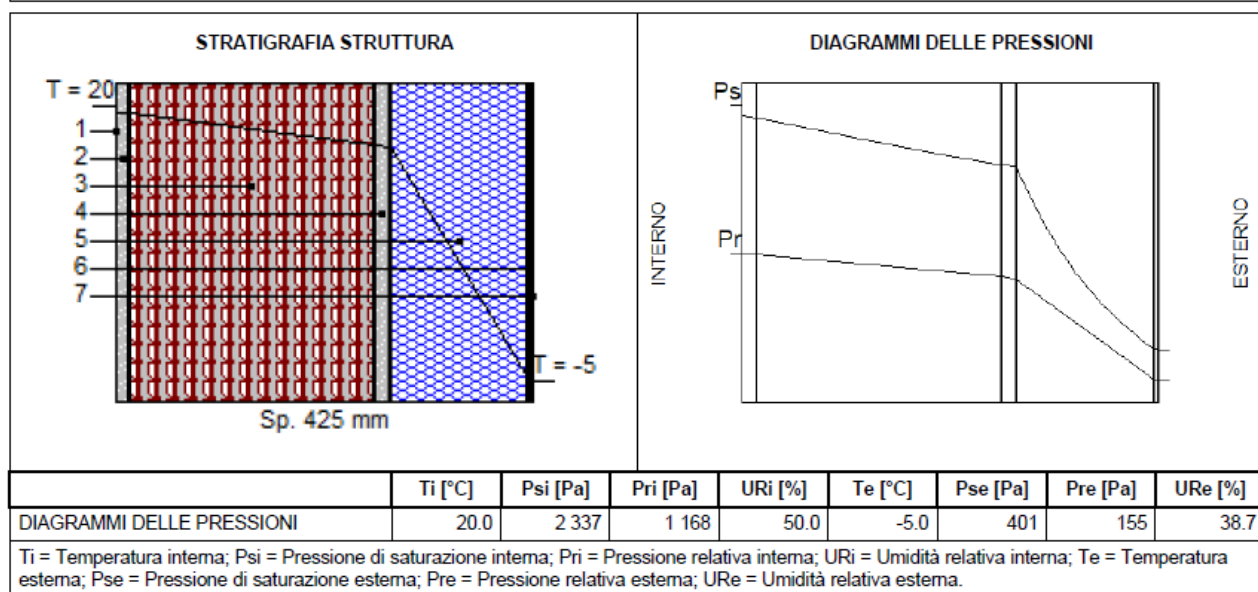 STRATIGRAFIA STRUTTURA
T = 20
1
2
3
4
5
6
7
T = -5
Sp. 425 mm
DIAGRAMMI DELLE PRESSIONI
Ps
Pr
INTERNO
ESTERNO
Ti [°C] Psi [Pa] Pri [Pa] URi [%] Te [°C] Pse [Pa] Pre [Pa] URe [%]
DIAGRAMMI DELLE PRESSIONI 20.0 2 337 1 168 50.0 -5.0 401 155 38.7
Ti = Temperatura interna; Psi = Pressione di saturazione interna; Pri = Pressione relativa interna; URi = Umidità relativa interna; Te = Temperatura
esterna; Pse = Pressione di saturazione esterna; Pre = Pressione relativa esterna; URe = Umidità relativa esterna.